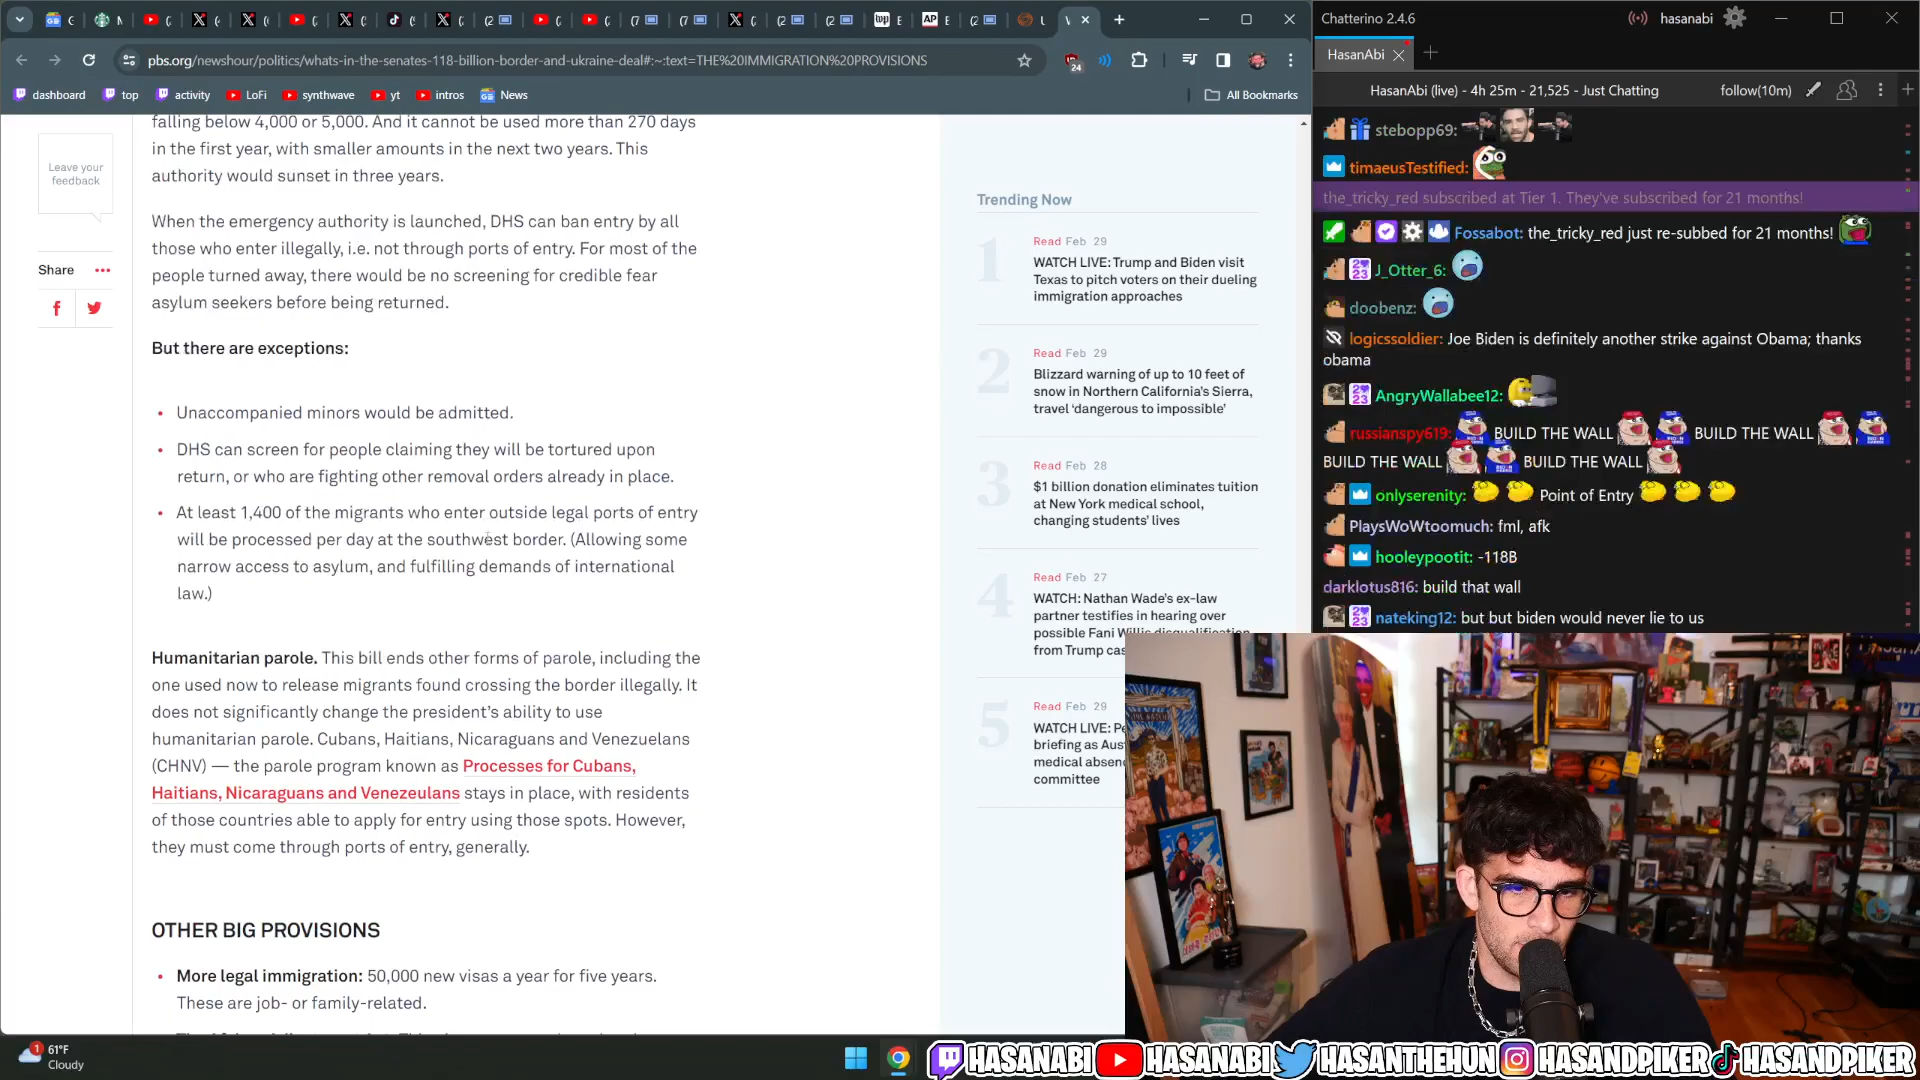 pbs.org/newshour/politics/whats-in-the-senates-118-billion-border-and-ukraine-deal#:~:text=THE%20IMMIGRATION%20PROVISIONS
24
dashboard
top
activity
LoFi
synthwave
yt
intros
News
All Bookmarks
Leave your
feedback
Share
falling below 4,000 or 5,000. And it cannot be used more than 270 days
in the first year, with smaller amounts in the next two years. This
authority would sunset in three years.
When the emergency authority is launched, DHS can ban entry by all
those who enter illegally, i.e. not through ports of entry. For most of the
people turned away, there would be no screening for credible fear
asylum seekers before being returned.
But there are exceptions:
• Unaccompanied minors would be admitted.
• DHS can screen for people claiming they will be tortured upon
return, or who are fighting other removal orders already in place.
• At least 1,400 of the migrants who enter outside legal ports of entry
will be processed per day at the southwest border. (Allowing some
narrow access to asylum, and fulfilling demands of international
law.)
Humanitarian parole. This bill ends other forms of parole, including the
one used now to release migrants found crossing the border illegally. It
does not significantly change the president's ability to use
humanitarian parole. Cubans, Haitians, Nicaraguans and Venezuelans
(CHNV) — the parole program known as Processes for Cubans,
Haitians, Nicaraguans and Venezeulans stays in place, with residents
of those countries able to apply for entry using those spots. However,
they must come through ports of entry, generally.
OTHER BIG PROVISIONS
• More legal immigration: 50,000 new visas a year for five years.
These are job- or family-related.
Trending Now
1
Read Feb 29
WATCH LIVE: Trump and Biden visit
Texas to pitch voters on their dueling
immigration approaches
2
Read Feb 29
Blizzard warning of up to 10 feet of
snow in Northern California's Sierra,
travel 'dangerous to impossible'
3
Read Feb 28
$1 billion donation eliminates tuition
at New York medical school,
changing students' lives
4
Read Feb 27
WATCH: Nathan Wade's ex-law
partner testifies in hearing over
possible Fani Willis disqualification
from Trump
5
Read Feb 29
WATCH LIVE:
briefing as
medical
committee
Chatterino 2.4.6
hasanabi
HasanAbi
HasanAbi (live) - 4h 25m - 21,525 - Just Chatting
follow(10m)
stebopp69:
timaeusTestified:
the_tricky_red subscribed at Tier 1. They've subscribed for 21 months!
Fossabot: the_tricky_red just re-subbed for 21 months!
J_Otter_6:
doobenz:
logicssoldier: Joe Biden is definitely another strike against Obama; thanks
obama
AngryWallabee12:
russianspy619: BUILD THE WALL BUILD THE WALL
BUILD THE WALL BUILD THE WALL
onlyserenity: Point of Entry
PlaysWoWtoomuch: fml, afk
hooleypootit: -118B
darklotus816: build that wall
nateking12: but but biden would never lie to us
1
61°F
Cloudy
HASANABI HASANABI HASANTHEHUN HASANDPIKER HASANDPIKER